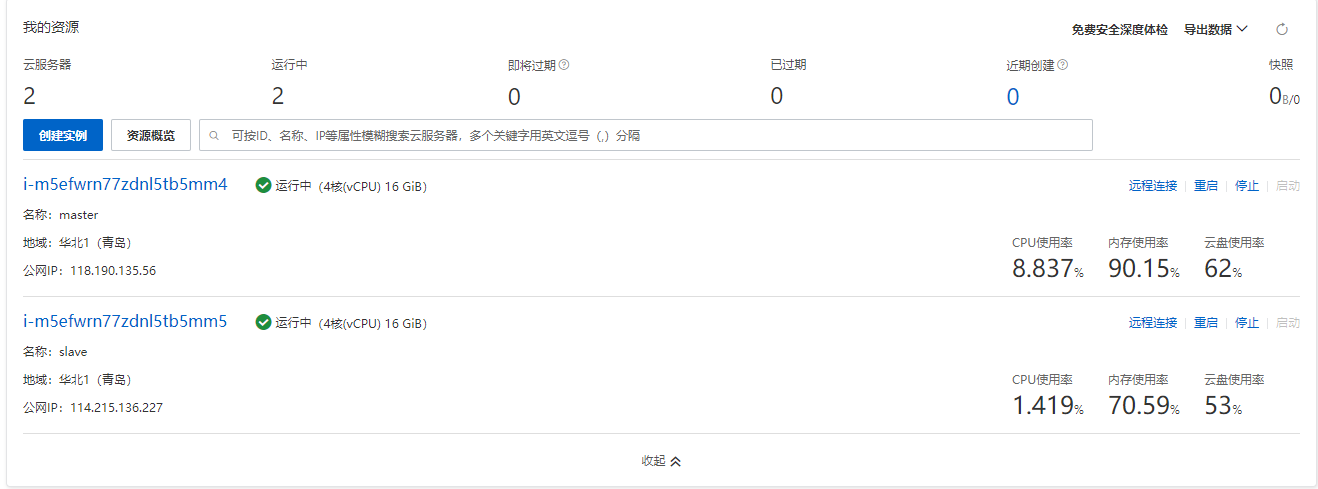 我的资源
免费安全深度体检 导出数据
云服务器 运行中 即将过期 已过期 近期创建 快照
2 2 0 0 0 0B/0
创建实例 资源概览 可按ID、名称、IP等属性模糊搜索云服务器，多个关键字用英文逗号（,）分隔
i-m5efwrn77zdnl5tb5mm4 运行中（4核(vCPU) 16 GiB） 远程连接 重启 停止 启动
名称：master
地域：华北1（青岛） CPU使用率 内存使用率 云盘使用率
公网IP：118.190.135.56 8.837% 90.15% 62%
i-m5efwrn77zdnl5tb5mm5 运行中（4核(vCPU) 16 GiB） 远程连接 重启 停止 启动
名称：slave
地域：华北1（青岛） CPU使用率 内存使用率 云盘使用率
公网IP：114.215.136.227 1.419% 70.59% 53%
收起